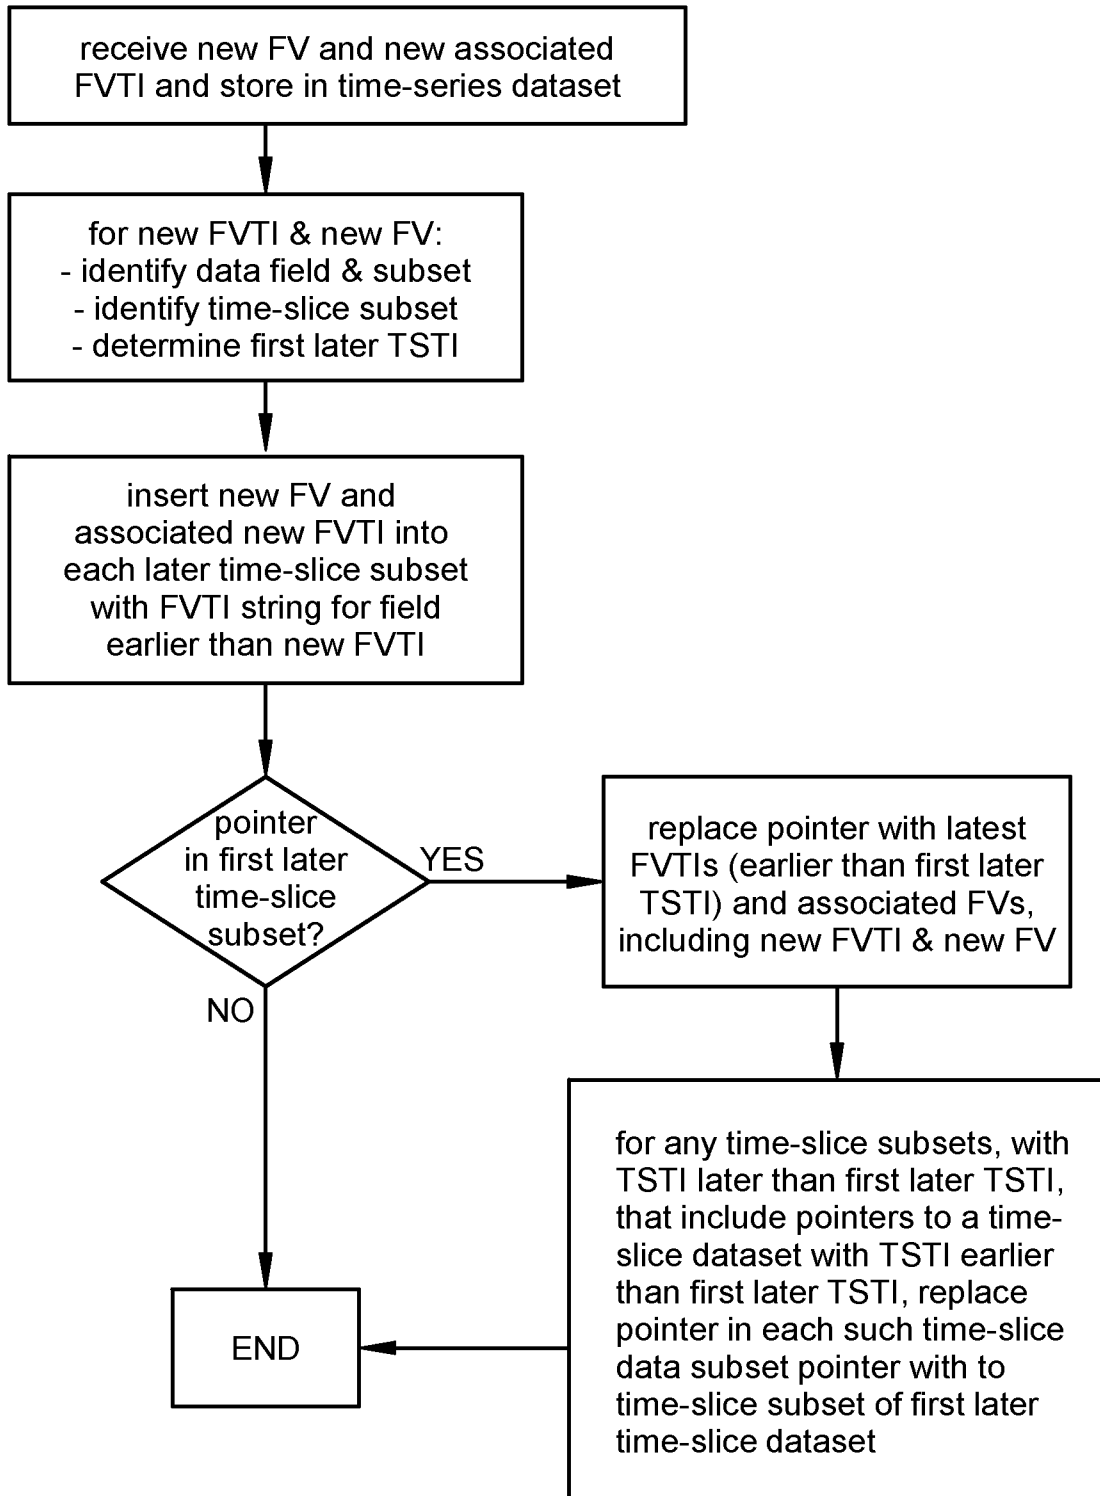 receive new FV and new associated
FVTI and store in time-series dataset
for new FVTI & new FV:
- identify data field & subset
- identify time-slice subset
- determine first later TSTI
insert new FV and
associated new FVTI into
each later time-slice subset
with FVTI string for field
earlier than new FVTI
pointer
in first later
time-slice
subset?
YES
NO
replace pointer with latest
FVTIs (earlier than first later
TSTI) and associated FVs,
including new FVTI & new FV
for any time-slice subsets, with
TSTI later than first later TSTI,
that include pointers to a time-
slice dataset with TSTI earlier
than first later TSTI, replace
pointer in each such time-slice
data subset pointer with to
time-slice subset of first later
time-slice dataset
END